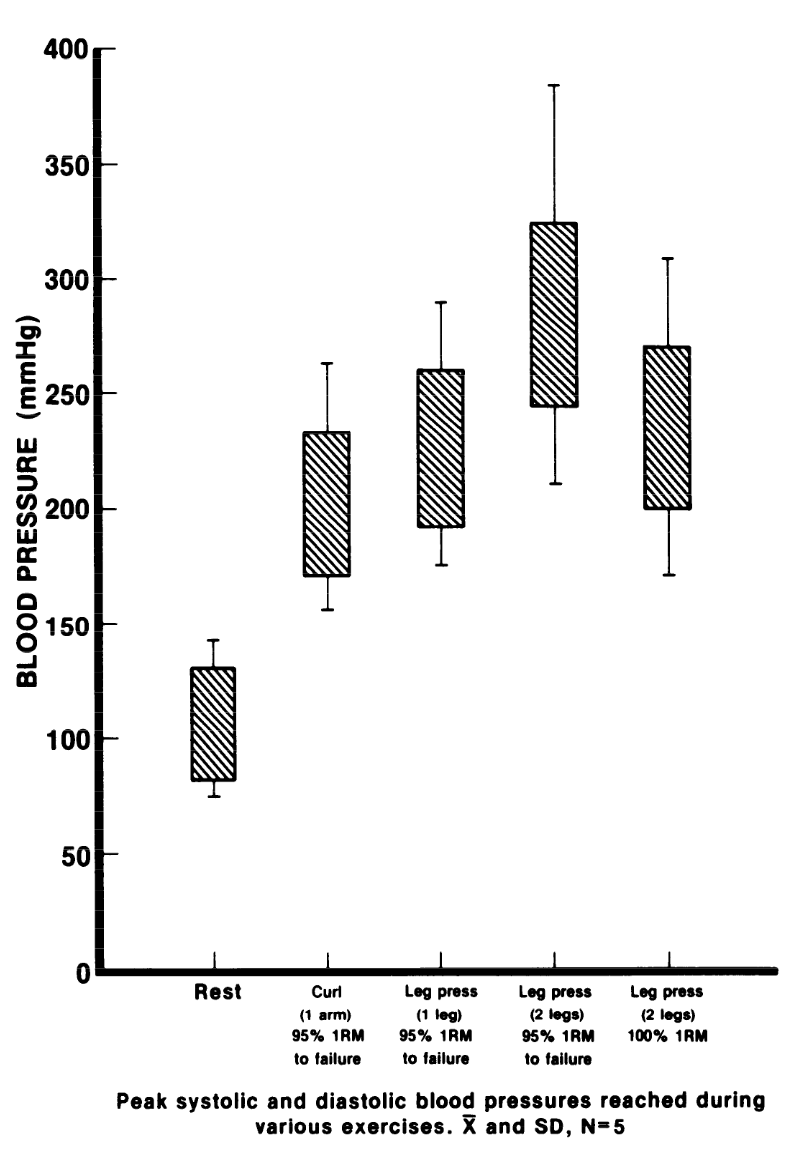 400
350
300
250
200
150
100
50
0
BLOOD PRESSURE (mmHg)
Rest
Curl
(1 arm)
95% 1RM
to failure
Leg press
(1 leg)
95% 1RM
to failure
Leg press
(2 legs)
95% 1RM
to failure
Leg press
(2 legs)
100% 1RM
Peak systolic and diastolic blood pressures reached during
various exercises. X̄ and SD, N=5